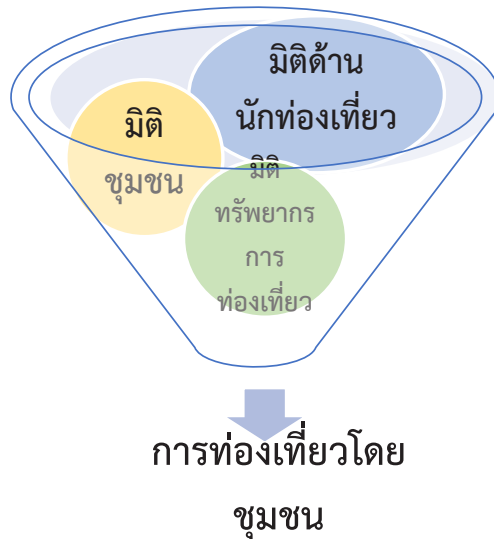 มิติด้าน
นักท่องเที่ยว
มิติ
ชุมชน
มิติ
ทรัพยากร
การ
ท่องเที่ยว
การท่องเที่ยวโดย
ชุมชน